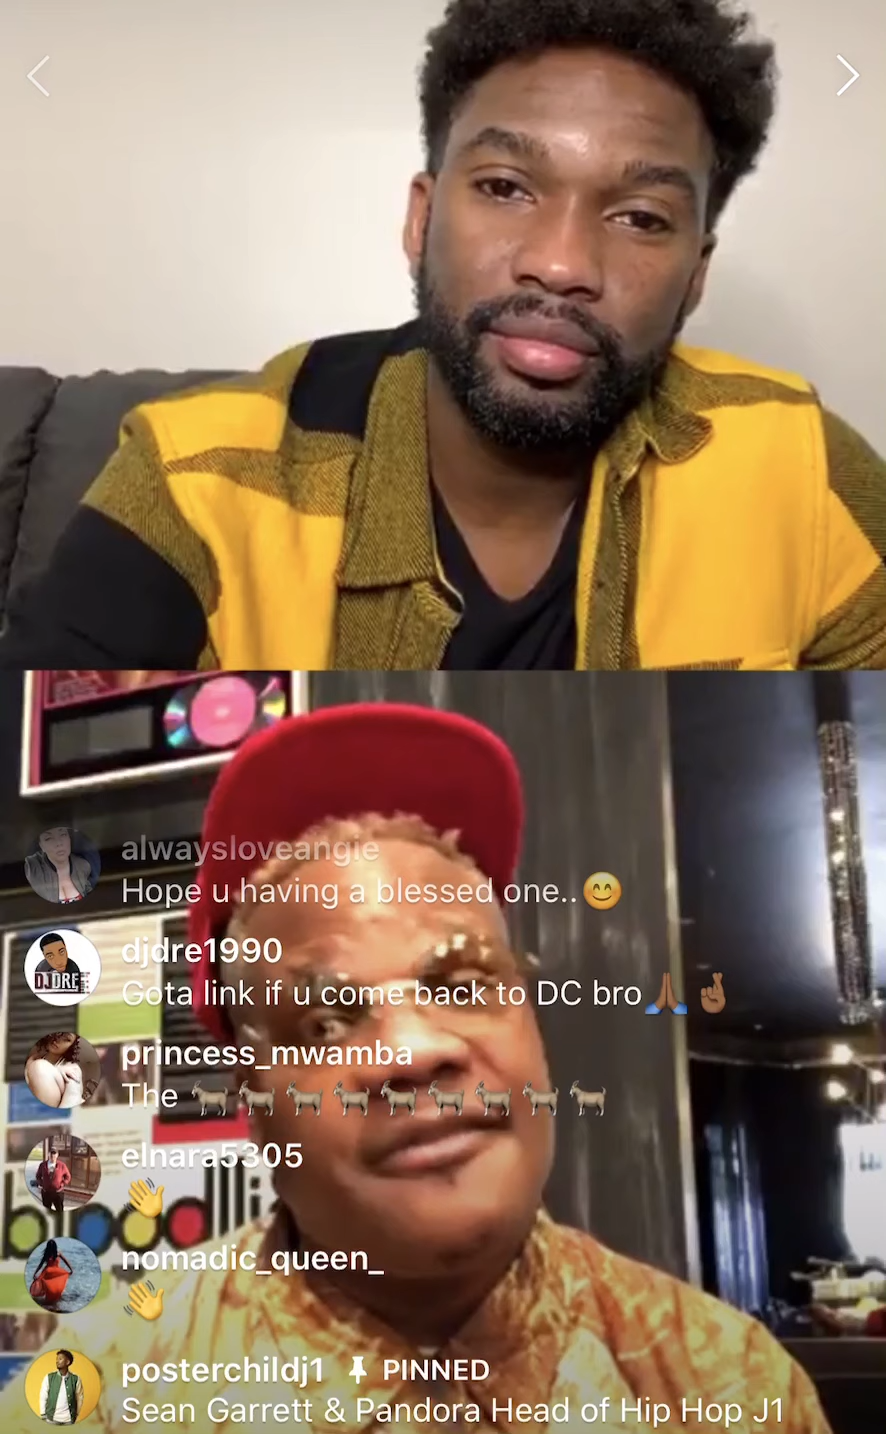 alwaysloveangie
Hope u having a blessed one..😊
djdre1990
DJDRE
Gota link if u come back to DC bro🙏🏾🤞🏾
princess_mwamba
The 🐐🐐🐐🐐🐐🐐🐐🐐🐐
elnara5305
👋
nomadic_queen_
👋
posterchildj1 📌 PINNED
Sean Garrett & Pandora Head of Hip Hop J1